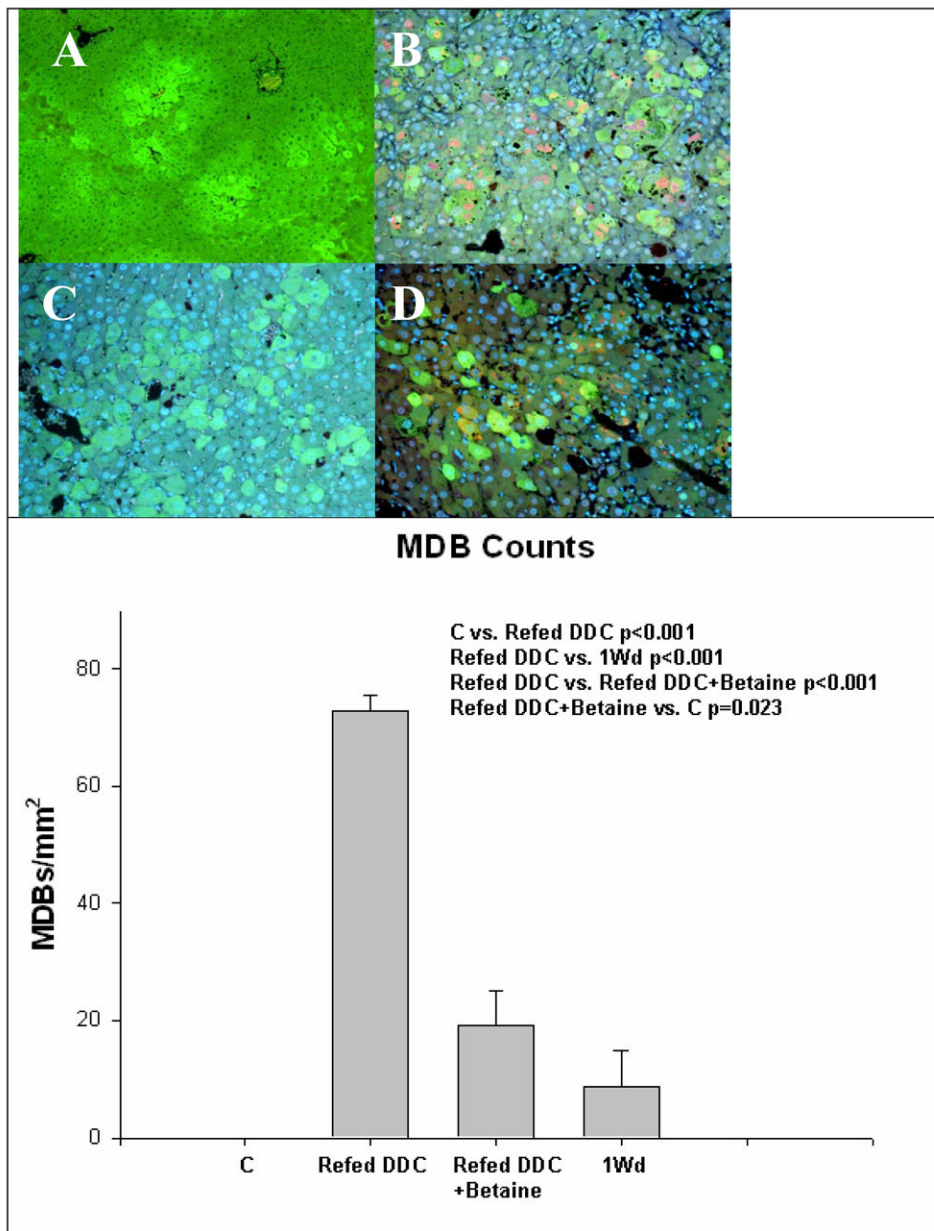 A
B
C
D
MDB Counts
C vs. Refed DDC p<0.001
Refed DDC vs. 1Wd p<0.001
Refed DDC vs. Refed DDC+Betaine p<0.001
Refed DDC+Betaine vs. C p=0.023
MDBs/mm²
80
60
40
20
0
C
Refed DDC
Refed DDC
+Betaine
1Wd